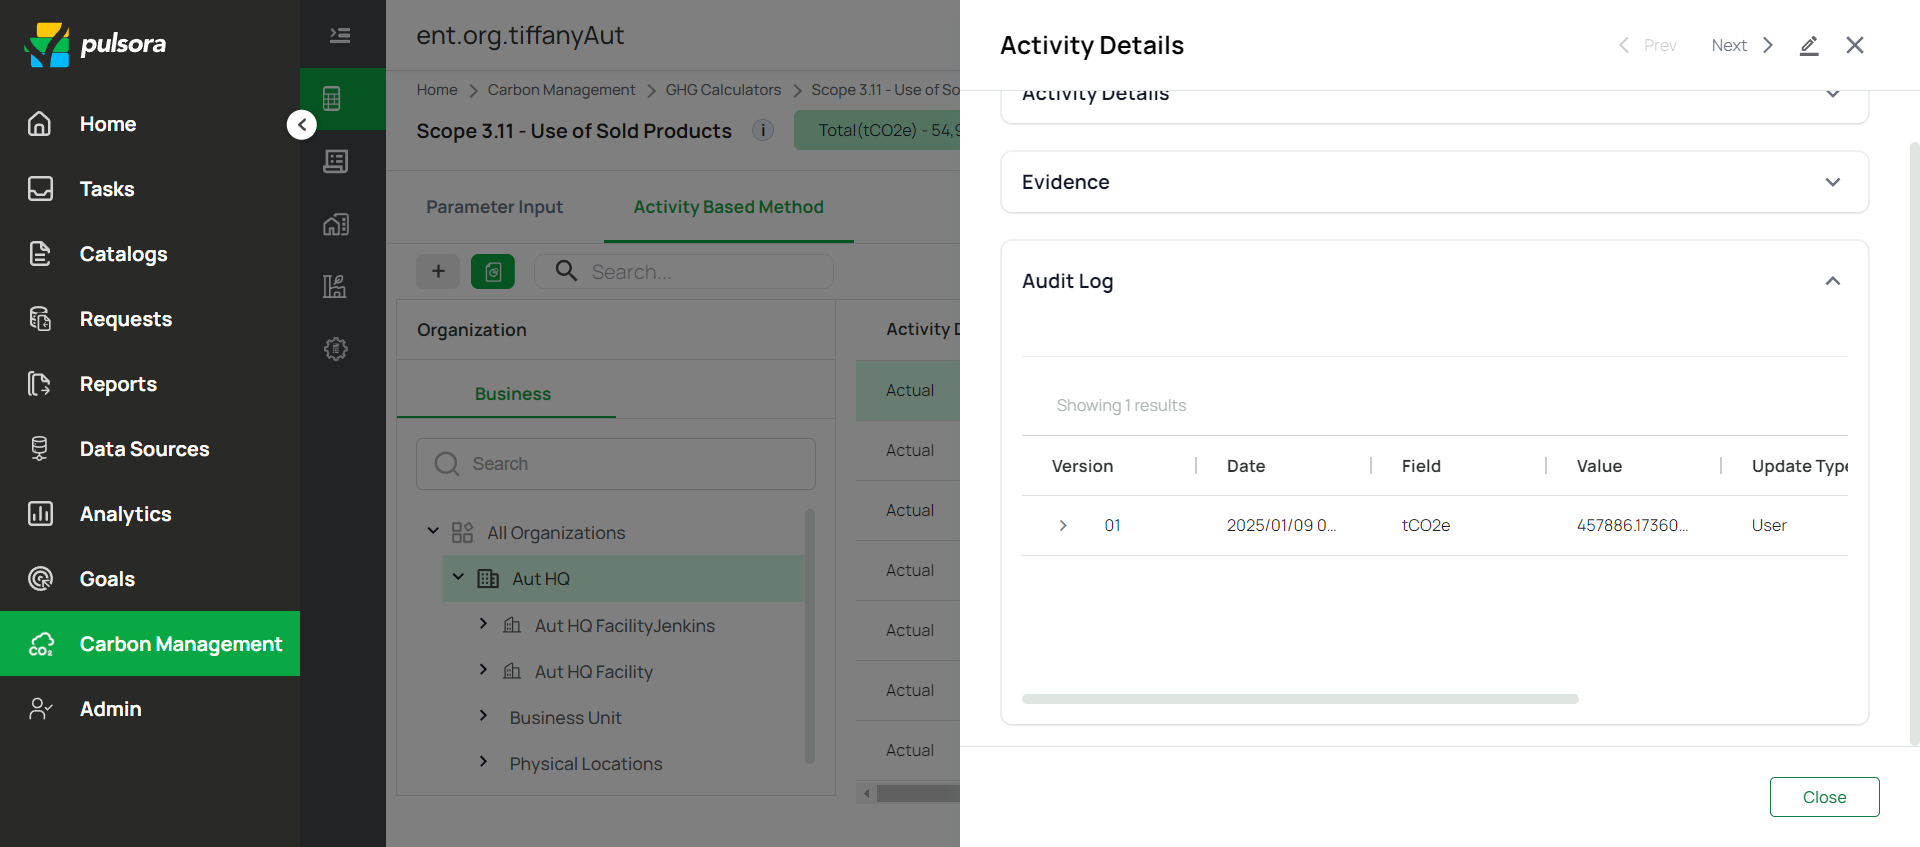 pulsora
Home
Tasks
Catalogs
Requests
Reports
Data Sources
Analytics
Goals
Carbon Management
Admin
ent.org.tiffanyAut
Home > Carbon Management > GHG Calculators > Scope 3.11 - Use of So
Scope 3.11 - Use of Sold Products
i
Total(tCO2e) - 54,9
Parameter Input
Activity Based Method
+
Search...
Organization
Business
Search
All Organizations
Aut HQ
Aut HQ FacilityJenkins
Aut HQ Facility
Business Unit
Physical Locations
Activity D
Actual
Actual
Actual
Actual
Actual
Actual
Actual
Activity Details
Prev
Next
Activity Details
Evidence
Audit Log
Showing 1 results
Version | Date | Field | Value | Update Type
01 2025/01/09 0... tCO2e 457886.17360... User
Close